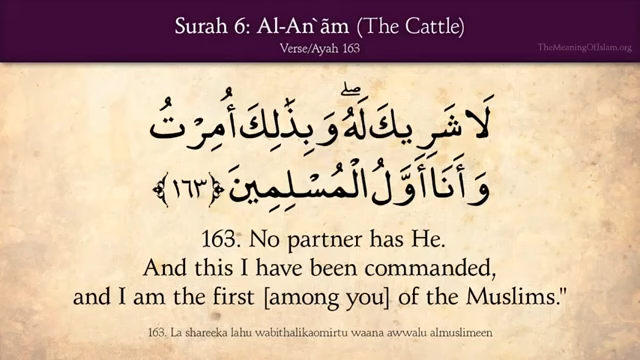 Surah 6: Al-An`ãm (The Cattle)
Verse/Ayah 163
TheMeaningOfIslam.org
لَا شَرِيكَ لَهُۥ ۖ وَبِذَٰلِكَ أُمِرْتُ
وَأَنَا۠ أَوَّلُ الْمُسْلِمِينَ ﴿١٦٣﴾
163. No partner has He.
And this I have been commanded,
and I am the first [among you] of the Muslims."
163. La shareeka lahu wabithalikaomirtu waana awwalu almuslimeen